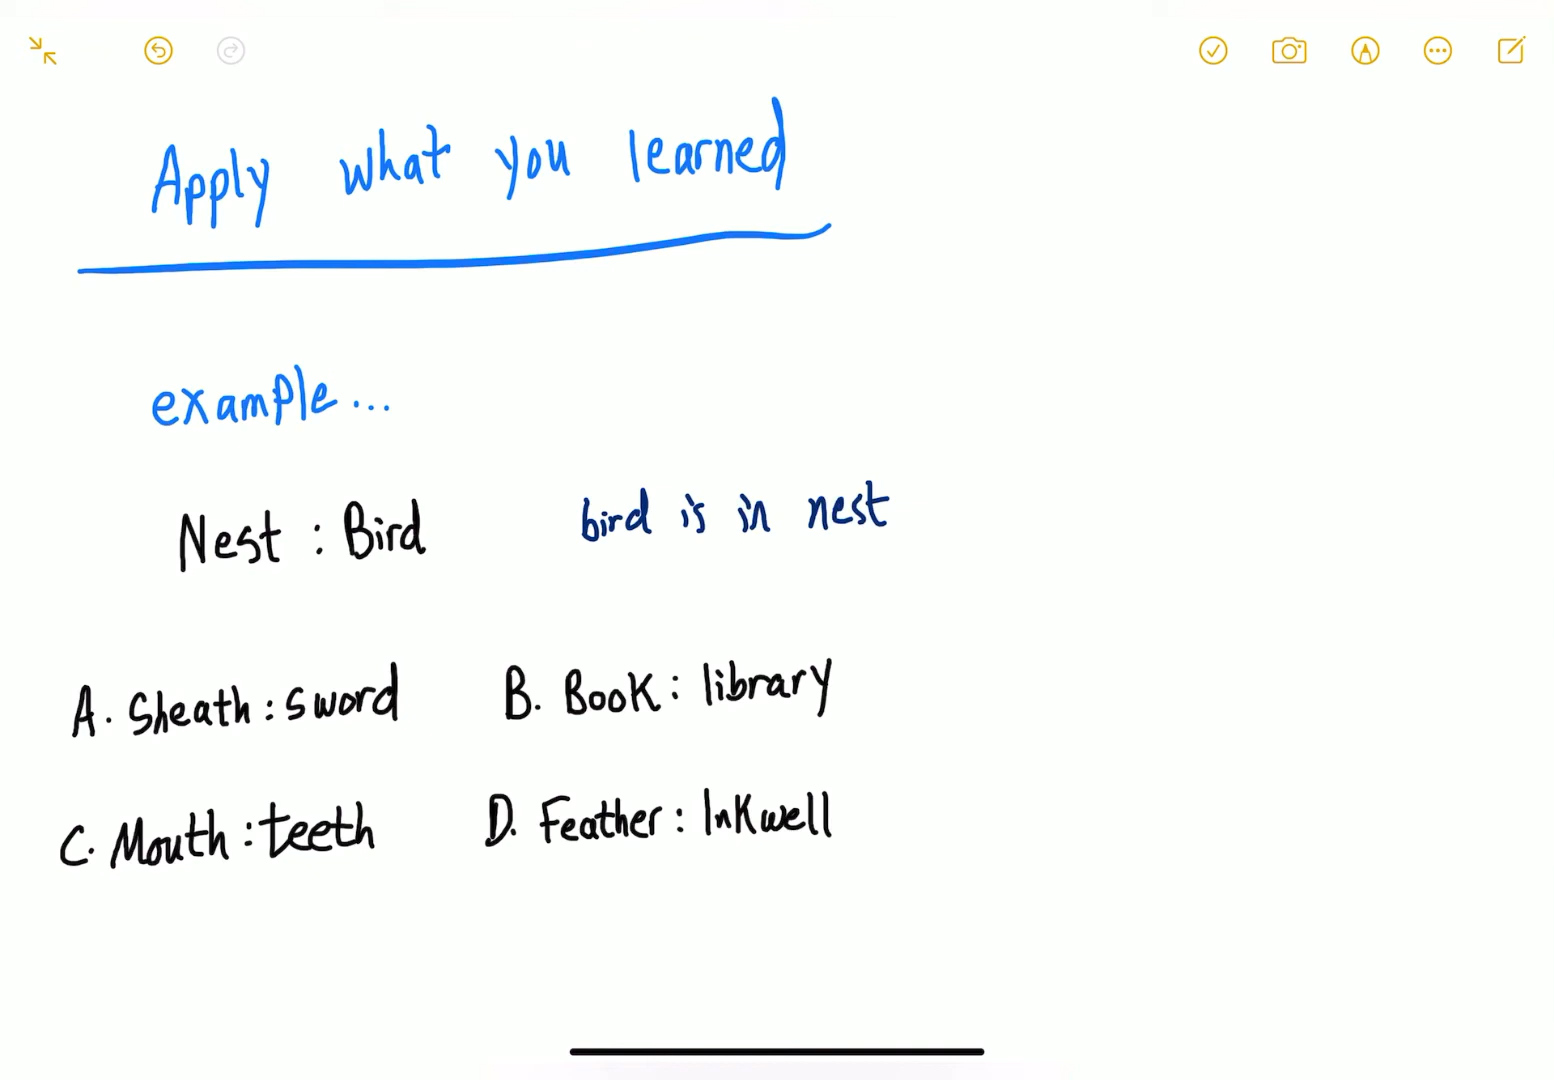 Apply what you learned
example...
Nest : Bird bird is in nest
A. Sheath : sword B. Book : library
C. Mouth : teeth D. Feather : Inkwell